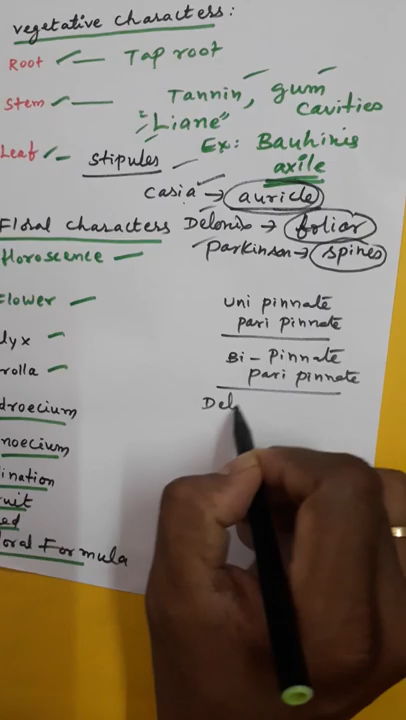 vegetative characters:
Root — Tap root
Stem — Tannin, gum cavities
"Liane"
Ex: Bauhinis
Leaf — stipules
axile
Casia → auricle
Floral characters Delonix → foliar
Parkinson → spines
floroscence —
Flower —
Uni pinnate
pari pinnate
lyx —
Bi - Pinnate
rolla —
pari pinnate
droecium
Del
noecium
ination
uit
ed
oral Formula